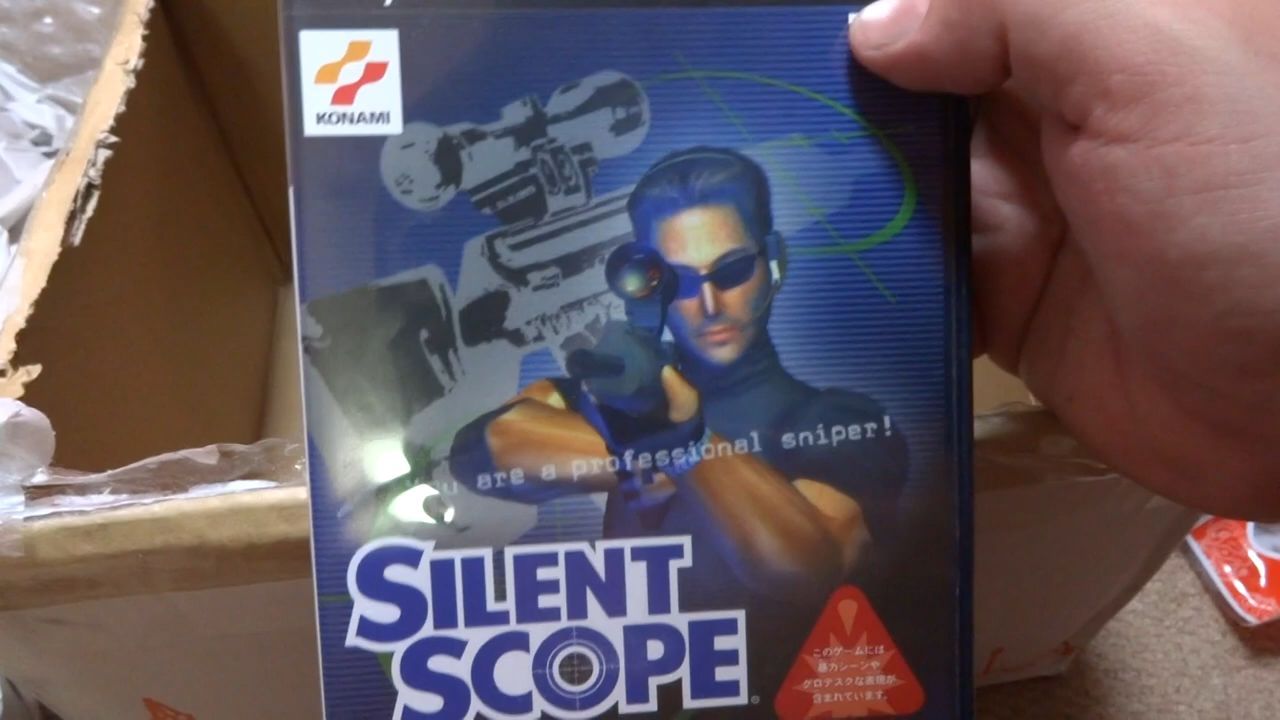 KONAMI
You are a professional sniper!
SILENT
SCOPE
このゲームには
暴力シーンや
グロテスクな表現が
含まれています。